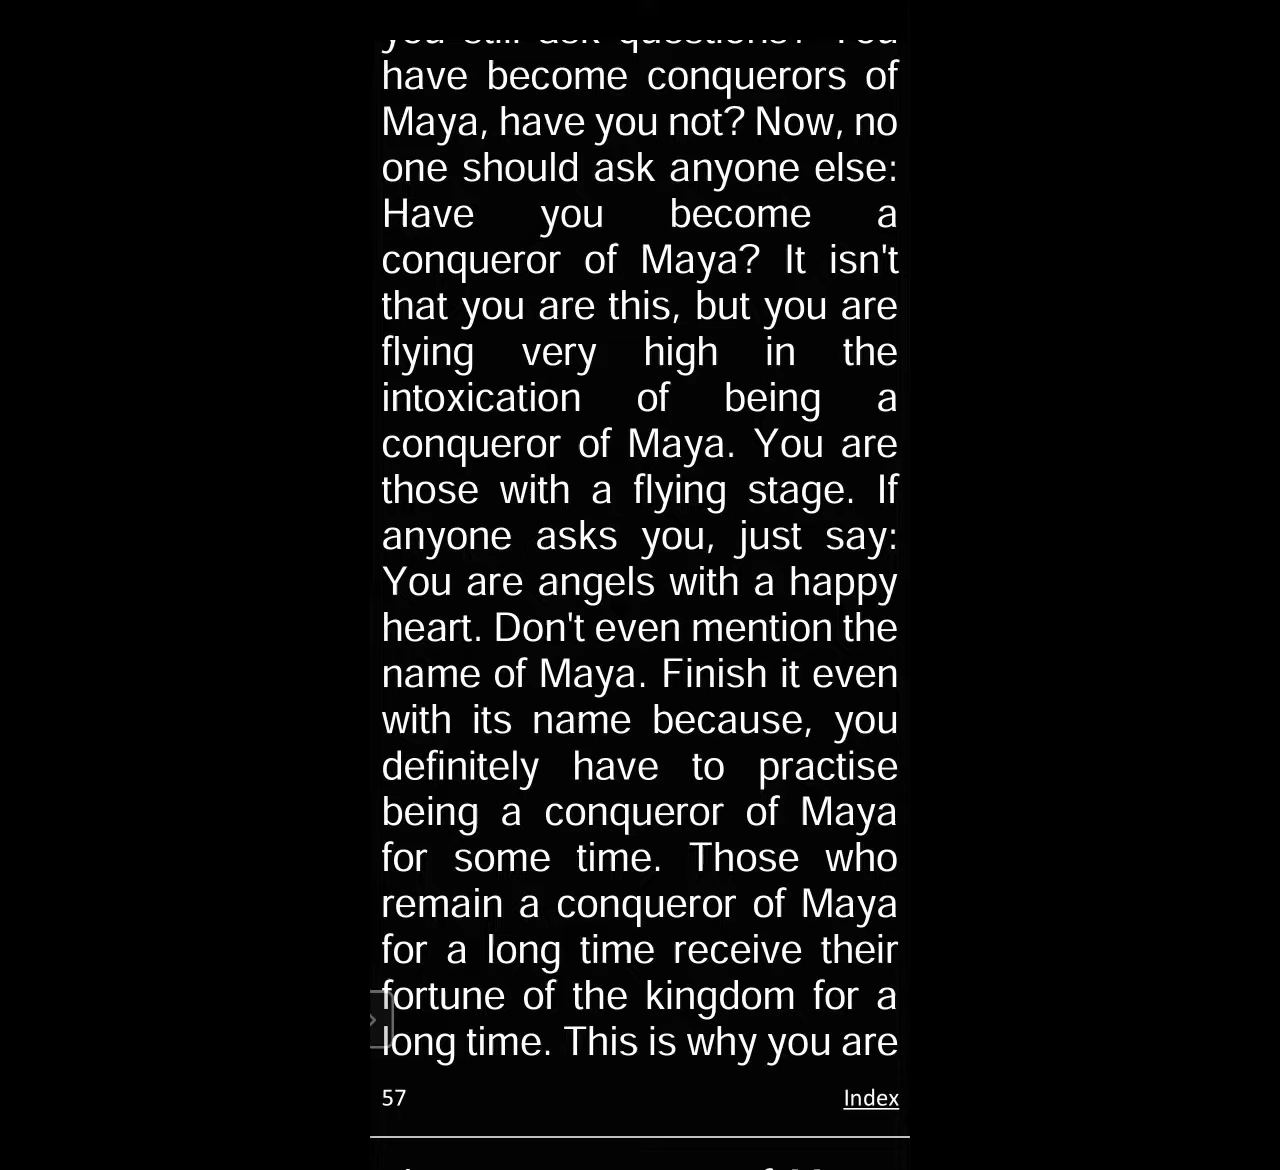 you still ask questions? You
have become conquerors of
Maya, have you not? Now, no
one should ask anyone else:
Have you become a
conqueror of Maya? It isn't
that you are this, but you are
flying very high in the
intoxication of being a
conqueror of Maya. You are
those with a flying stage. If
anyone asks you, just say:
You are angels with a happy
heart. Don't even mention the
name of Maya. Finish it even
with its name because, you
definitely have to practise
being a conqueror of Maya
for some time. Those who
remain a conqueror of Maya
for a long time receive their
fortune of the kingdom for a
long time. This is why you are
57 Index